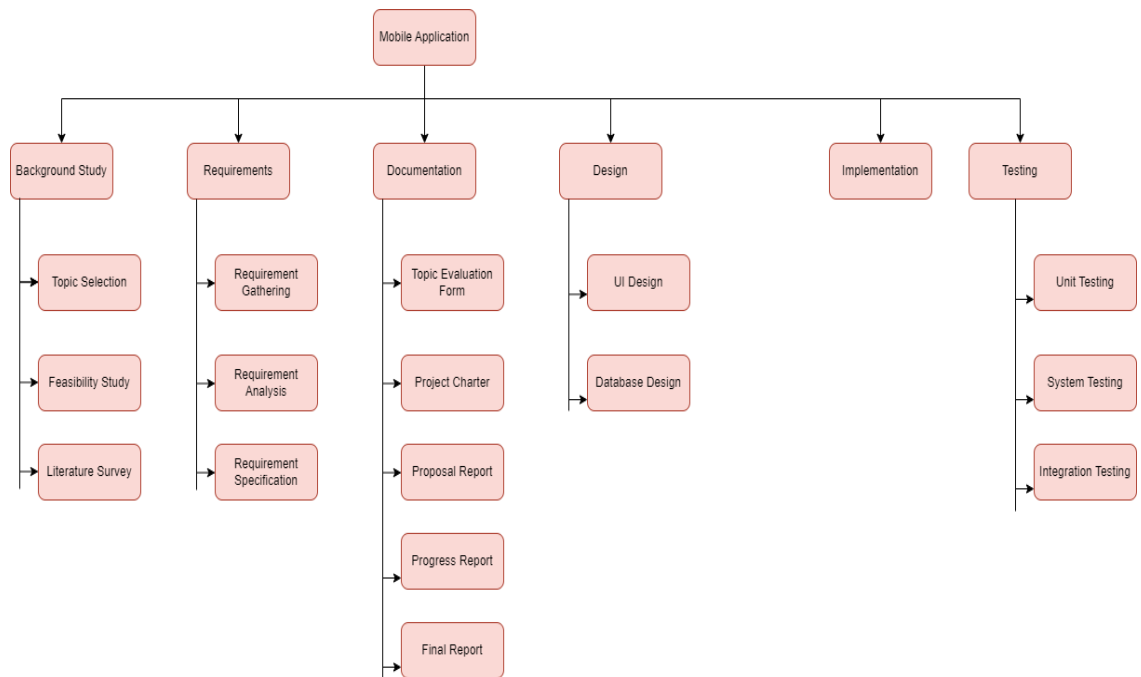 Mobile Application
Background Study
Requirements
Documentation
Design
Implementation
Testing
Topic Selection
Requirement
Gathering
Topic Evaluation
Form
UI Design
Unit Testing
Feasibility Study
Requirement
Analysis
Project Charter
Database Design
System Testing
Literature Survey
Requirement
Specification
Proposal Report
Integration Testing
Progress Report
Final Report